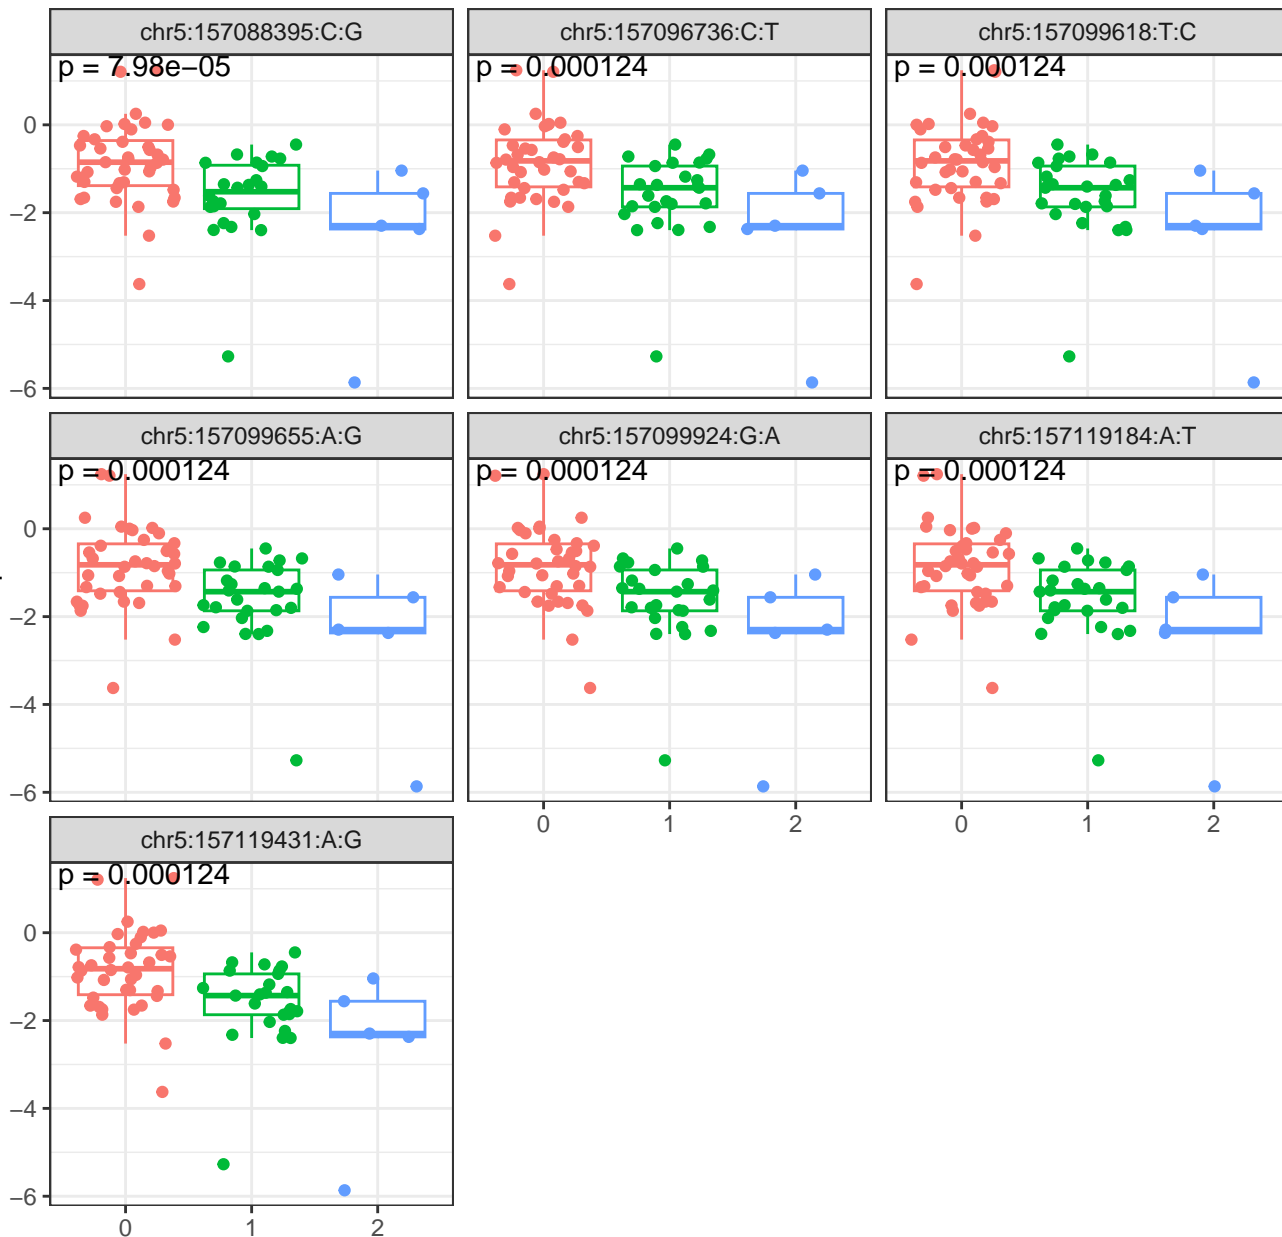 chr5:157088395:C:G
chr5:157096736:C:T
chr5:157099618:T:C
p = 7.98e−05
p = 0.000124
p = 0.000124
0
−2
−4
−6
chr5:157099655:A:G
chr5:157099924:G:A
chr5:157119184:A:T
p = 0.000124
p = 0.000124
p = 0.000124
0
−2
−4
−6
0 1 2
0 1 2
chr5:157119431:A:G
p = 0.000124
0
−2
−4
−6
0 1 2